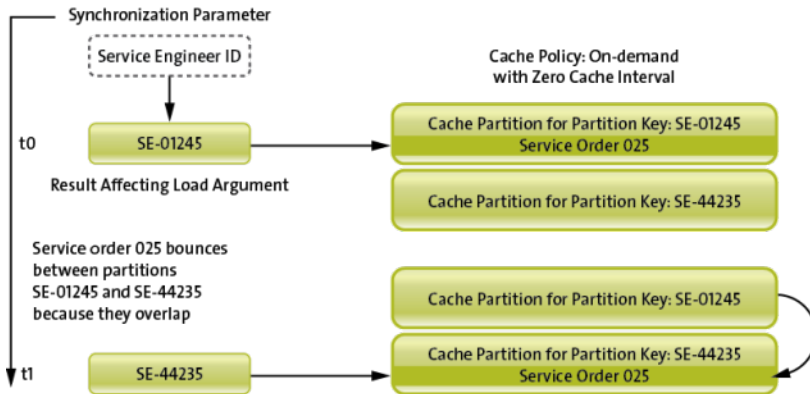 Synchronization Parameter
Service Engineer ID
Cache Policy: On-demand
with Zero Cache Interval
t0
SE-01245
Cache Partition for Partition Key: SE-01245
Service Order 025
Result Affecting Load Argument
Cache Partition for Partition Key: SE-44235
Service order 025 bounces
between partitions
SE-01245 and SE-44235
because they overlap
Cache Partition for Partition Key: SE-01245
t1
SE-44235
Cache Partition for Partition Key: SE-44235
Service Order 025